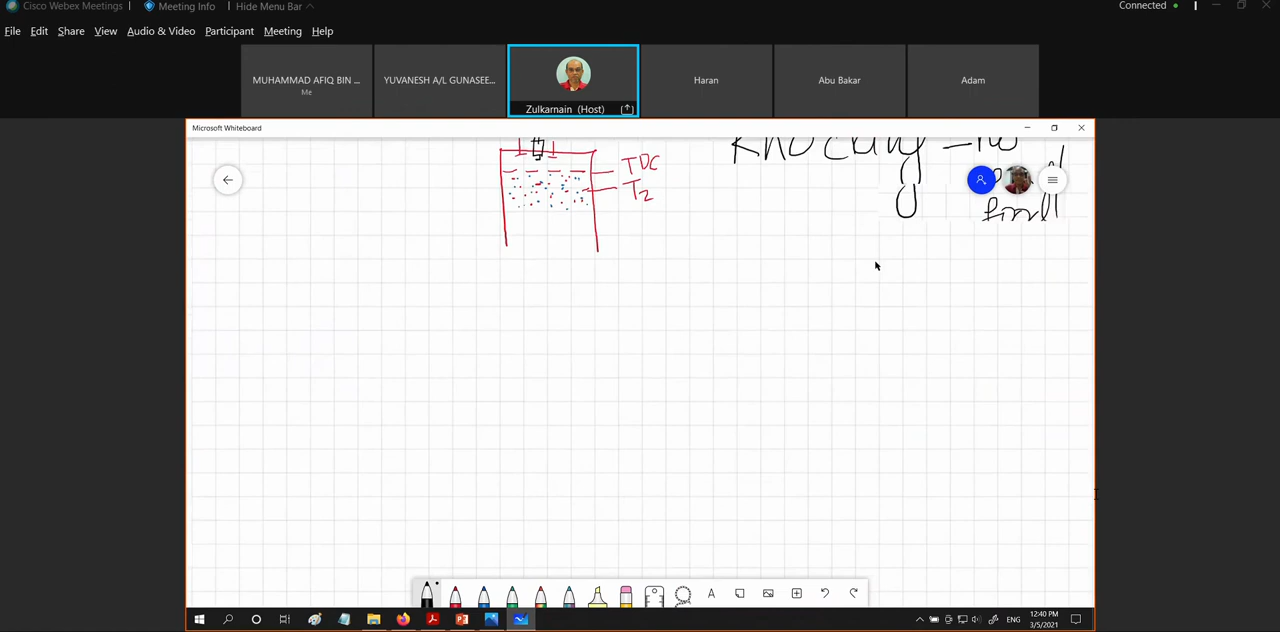 Cisco Webex Meetings
Meeting Info
Hide Menu Bar
Connected
File Edit Share View Audio & Video Participant Meeting Help
MUHAMMAD AFIQ BIN ...
Me
YUVANESH A/L GUNASEE...
Zulkarnain (Host)
Haran
Abu Bakar
Adam
Microsoft Whiteboard
Knocking – no
TDC
T2
A
ENG
12:40 PM
3/5/2021